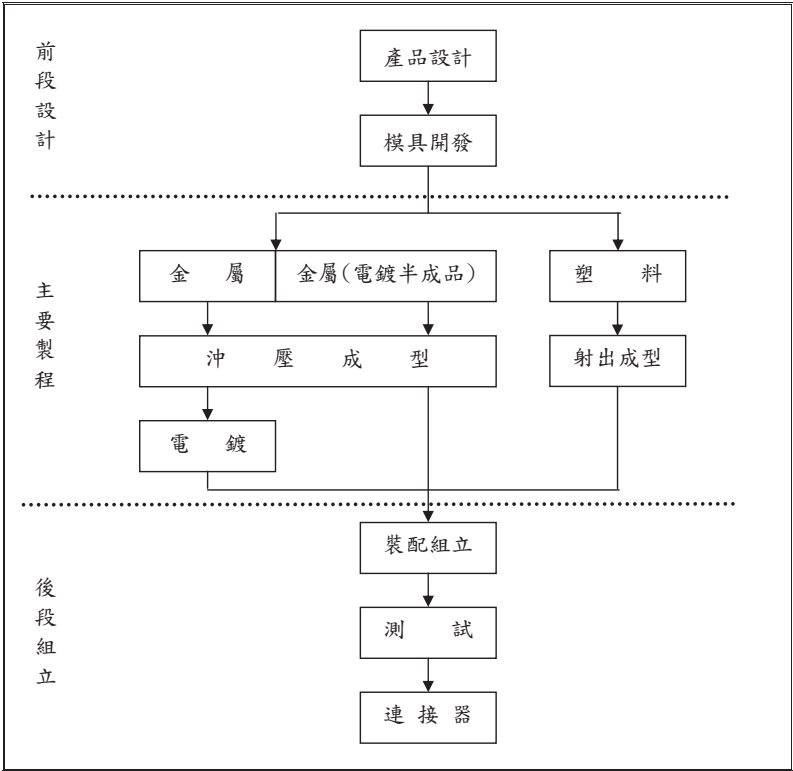 前段設計
產品設計
模具開發
主要製程
金屬
金屬(電鍍半成品)
塑料
沖壓成型
射出成型
電鍍
後段組立
裝配組立
測試
連接器